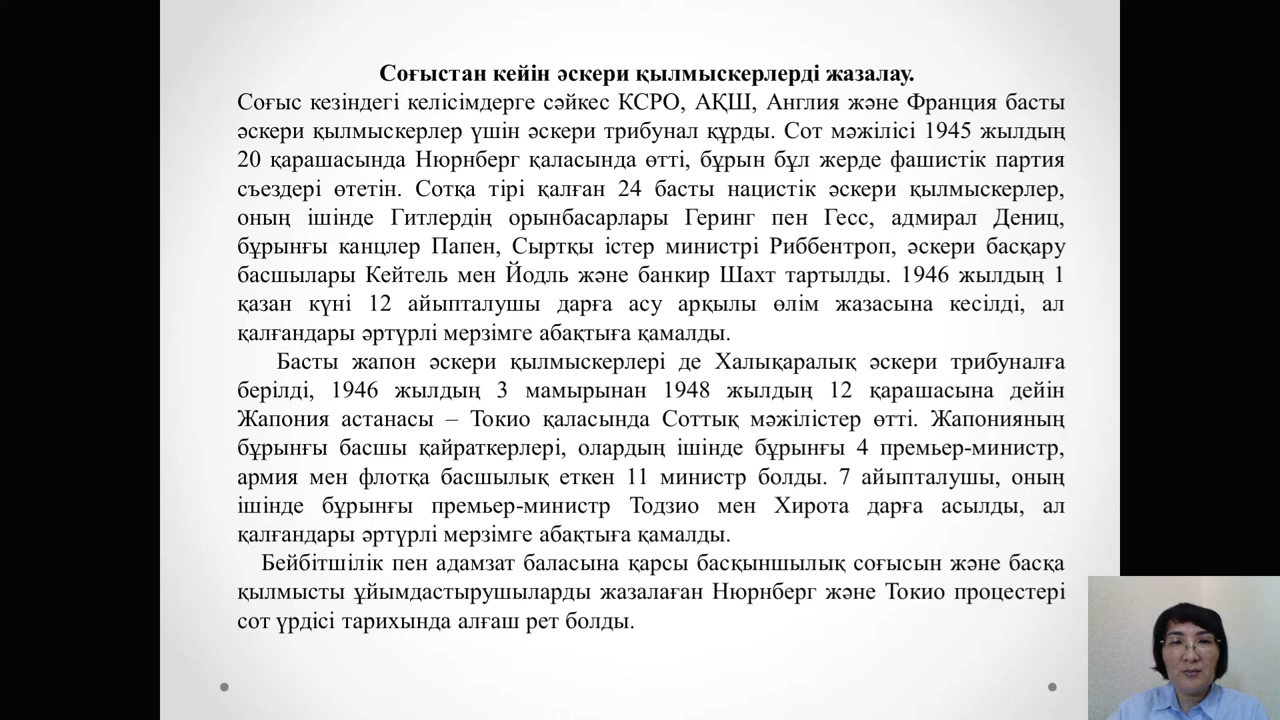 Соғыстан кейін әскери қылмыскерлерді жазалау.
Соғыс кезіндегі келісімдерге сәйкес КСРО, АҚШ, Англия және Франция басты
әскери қылмыскерлер үшін әскери трибунал құрды. Сот мәжілісі 1945 жылдың
20 қарашасында Нюрнберг қаласында өтті, бұрын бұл жерде фашистік партия
съездері өтетін. Сотқа тірі қалған 24 басты нацистік әскери қылмыскерлер,
оның ішінде Гитлердің орынбасарлары Геринг пен Гесс, адмирал Дениц,
бұрынғы канцлер Папен, Сыртқы істер министрі Риббентроп, әскери басқару
басшылары Кейтель мен Йодль және банкир Шахт тартылды. 1946 жылдың 1
қазан күні 12 айыпталушы дарға асу арқылы өлім жазасына кесілді, ал
қалғандары әртүрлі мерзімге абақтыға қамалды.
Басты жапон әскери қылмыскерлері де Халықаралық әскери трибуналға
берілді, 1946 жылдың 3 мамырынан 1948 жылдың 12 қарашасына дейін
Жапония астанасы – Токио қаласында Соттық мәжілістер өтті. Жапонияның
бұрынғы басшы қайраткерлері, олардың ішінде бұрынғы 4 премьер-министр,
армия мен флотқа басшылық еткен 11 министр болды. 7 айыпталушы, оның
ішінде бұрынғы премьер-министр Тодзио мен Хирота дарға асылды, ал
қалғандары әртүрлі мерзімге абақтыға қамалды.
Бейбітшілік пен адамзат баласына қарсы басқыншылық соғысын және басқа
қылмысты ұйымдастырушыларды жазалаған Нюрнберг және Токио процестері
сот үрдісі тарихында алғаш рет болды.